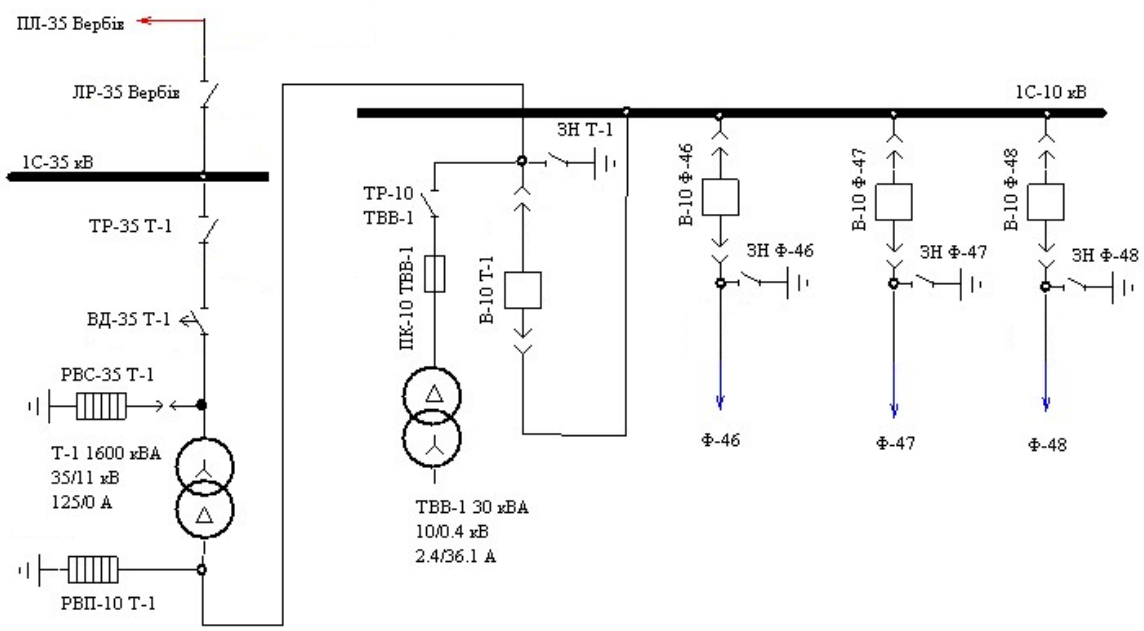 ПЛ-35 Вербів
ЛР-35 Вербів
1С-35 кВ
ТР-35 Т-1
ВД-35 Т-1
РВС-35 Т-1
Т-1 1600 кВА
35/11 кВ
125/0 А
РВП-10 Т-1
1С-10 кВ
ЗН Т-1
ТР-10
ТВВ-1
ПК-10 ТВВ-1
В-10 Т-1
ТВВ-1 30 кВА
10/0.4 кВ
2.4/36.1 А
В-10 Ф-46
ЗН Ф-46
Ф-46
В-10 Ф-47
ЗН Ф-47
Ф-47
В-10 Ф-48
ЗН Ф-48
Ф-48